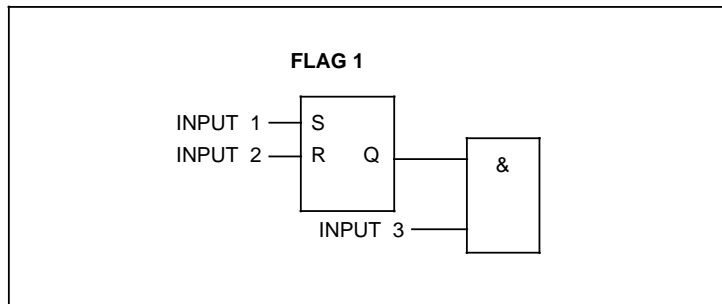 FLAG 1
INPUT 1 S
INPUT 2 R Q
&
INPUT 3